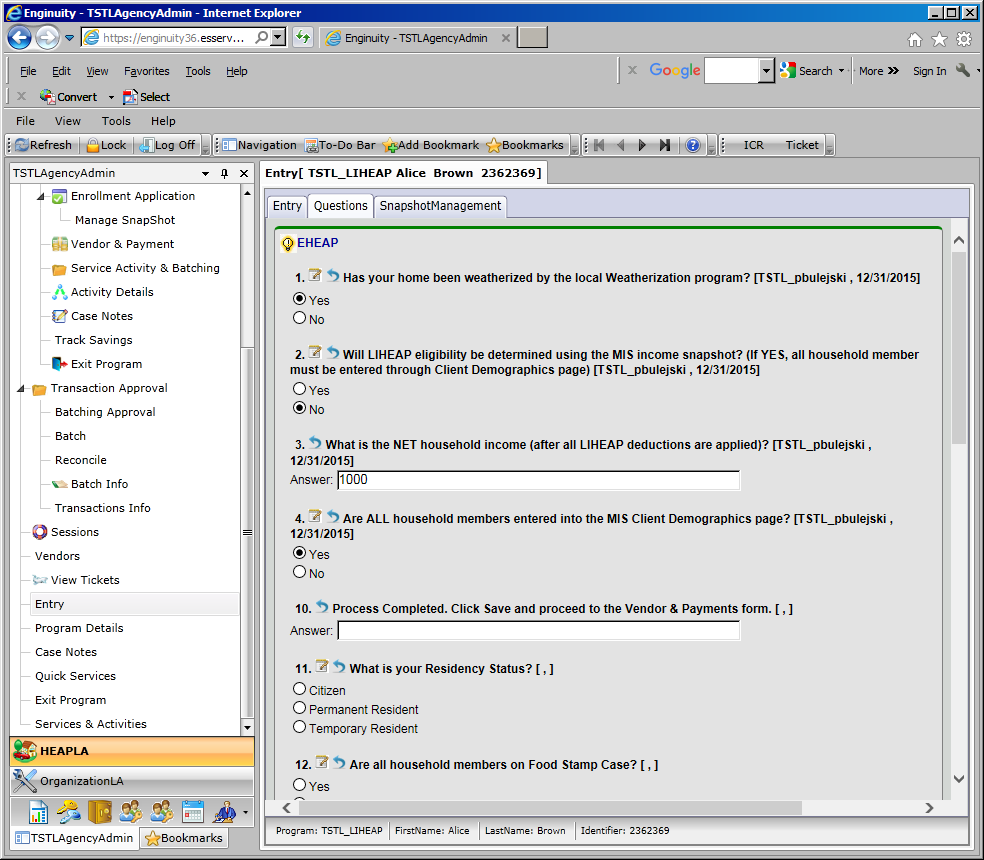 Enginuity - TSTLAgencyAdmin - Internet Explorer
https://enginuity36.esserv...
Enginuity - TSTLAgencyAdmin
File Edit View Favorites Tools Help
Google Search More Sign In
Convert Select
File View Tools Help
Refresh Lock Log Off Navigation To-Do Bar Add Bookmark Bookmarks ICR Ticket
TSTLAgencyAdmin
Enrollment Application
Manage SnapShot
Vendor & Payment
Service Activity & Batching
Activity Details
Case Notes
Track Savings
Exit Program
Transaction Approval
Batching Approval
Batch
Reconcile
Batch Info
Transactions Info
Sessions
Vendors
View Tickets
Entry
Program Details
Case Notes
Quick Services
Exit Program
Services & Activities
HEAPLA
OrganizationLA
TSTLAgencyAdmin Bookmarks
Entry[ TSTL_LIHEAP Alice Brown 2362369]
Entry Questions SnapshotManagement
EHEAP
1. Has your home been weatherized by the local Weatherization program? [TSTL_pbulejski , 12/31/2015]
Yes
No
2. Will LIHEAP eligibility be determined using the MIS income snapshot? (If YES, all household member
must be entered through Client Demographics page) [TSTL_pbulejski , 12/31/2015]
Yes
No
3. What is the NET household income (after all LIHEAP deductions are applied)? [TSTL_pbulejski ,
12/31/2015]
Answer: 1000
4. Are ALL household members entered into the MIS Client Demographics page? [TSTL_pbulejski ,
12/31/2015]
Yes
No
10. Process Completed. Click Save and proceed to the Vendor & Payments form. [ , ]
Answer:
11. What is your Residency Status? [ , ]
Citizen
Permanent Resident
Temporary Resident
12. Are all household members on Food Stamp Case? [ , ]
Yes
Program: TSTL_LIHEAP FirstName: Alice LastName: Brown Identifier: 2362369